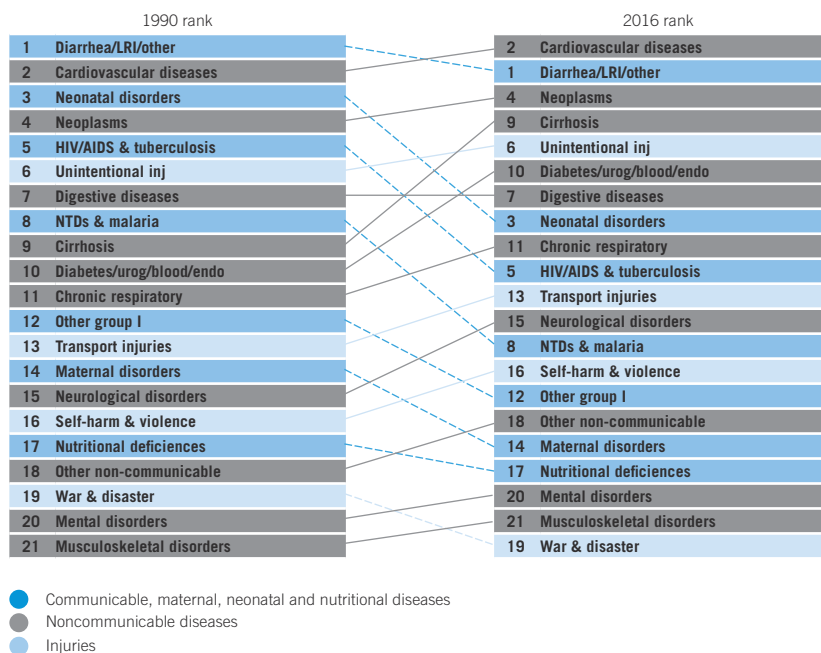 1990 rank
1 Diarrhea/LRI/other
2 Cardiovascular diseases
3 Neonatal disorders
4 Neoplasms
5 HIV/AIDS & tuberculosis
6 Unintentional inj
7 Digestive diseases
8 NTDs & malaria
9 Cirrhosis
10 Diabetes/urog/blood/endo
11 Chronic respiratory
12 Other group I
13 Transport injuries
14 Maternal disorders
15 Neurological disorders
16 Self-harm & violence
17 Nutritional deficiences
18 Other non-communicable
19 War & disaster
20 Mental disorders
21 Musculoskeletal disorders
2016 rank
2 Cardiovascular diseases
1 Diarrhea/LRI/other
4 Neoplasms
9 Cirrhosis
6 Unintentional inj
10 Diabetes/urog/blood/endo
7 Digestive diseases
3 Neonatal disorders
11 Chronic respiratory
5 HIV/AIDS & tuberculosis
13 Transport injuries
15 Neurological disorders
8 NTDs & malaria
16 Self-harm & violence
12 Other group I
18 Other non-communicable
14 Maternal disorders
17 Nutritional deficiences
20 Mental disorders
21 Musculoskeletal disorders
19 War & disaster
Communicable, maternal, neonatal and nutritional diseases
Noncommunicable diseases
Injuries